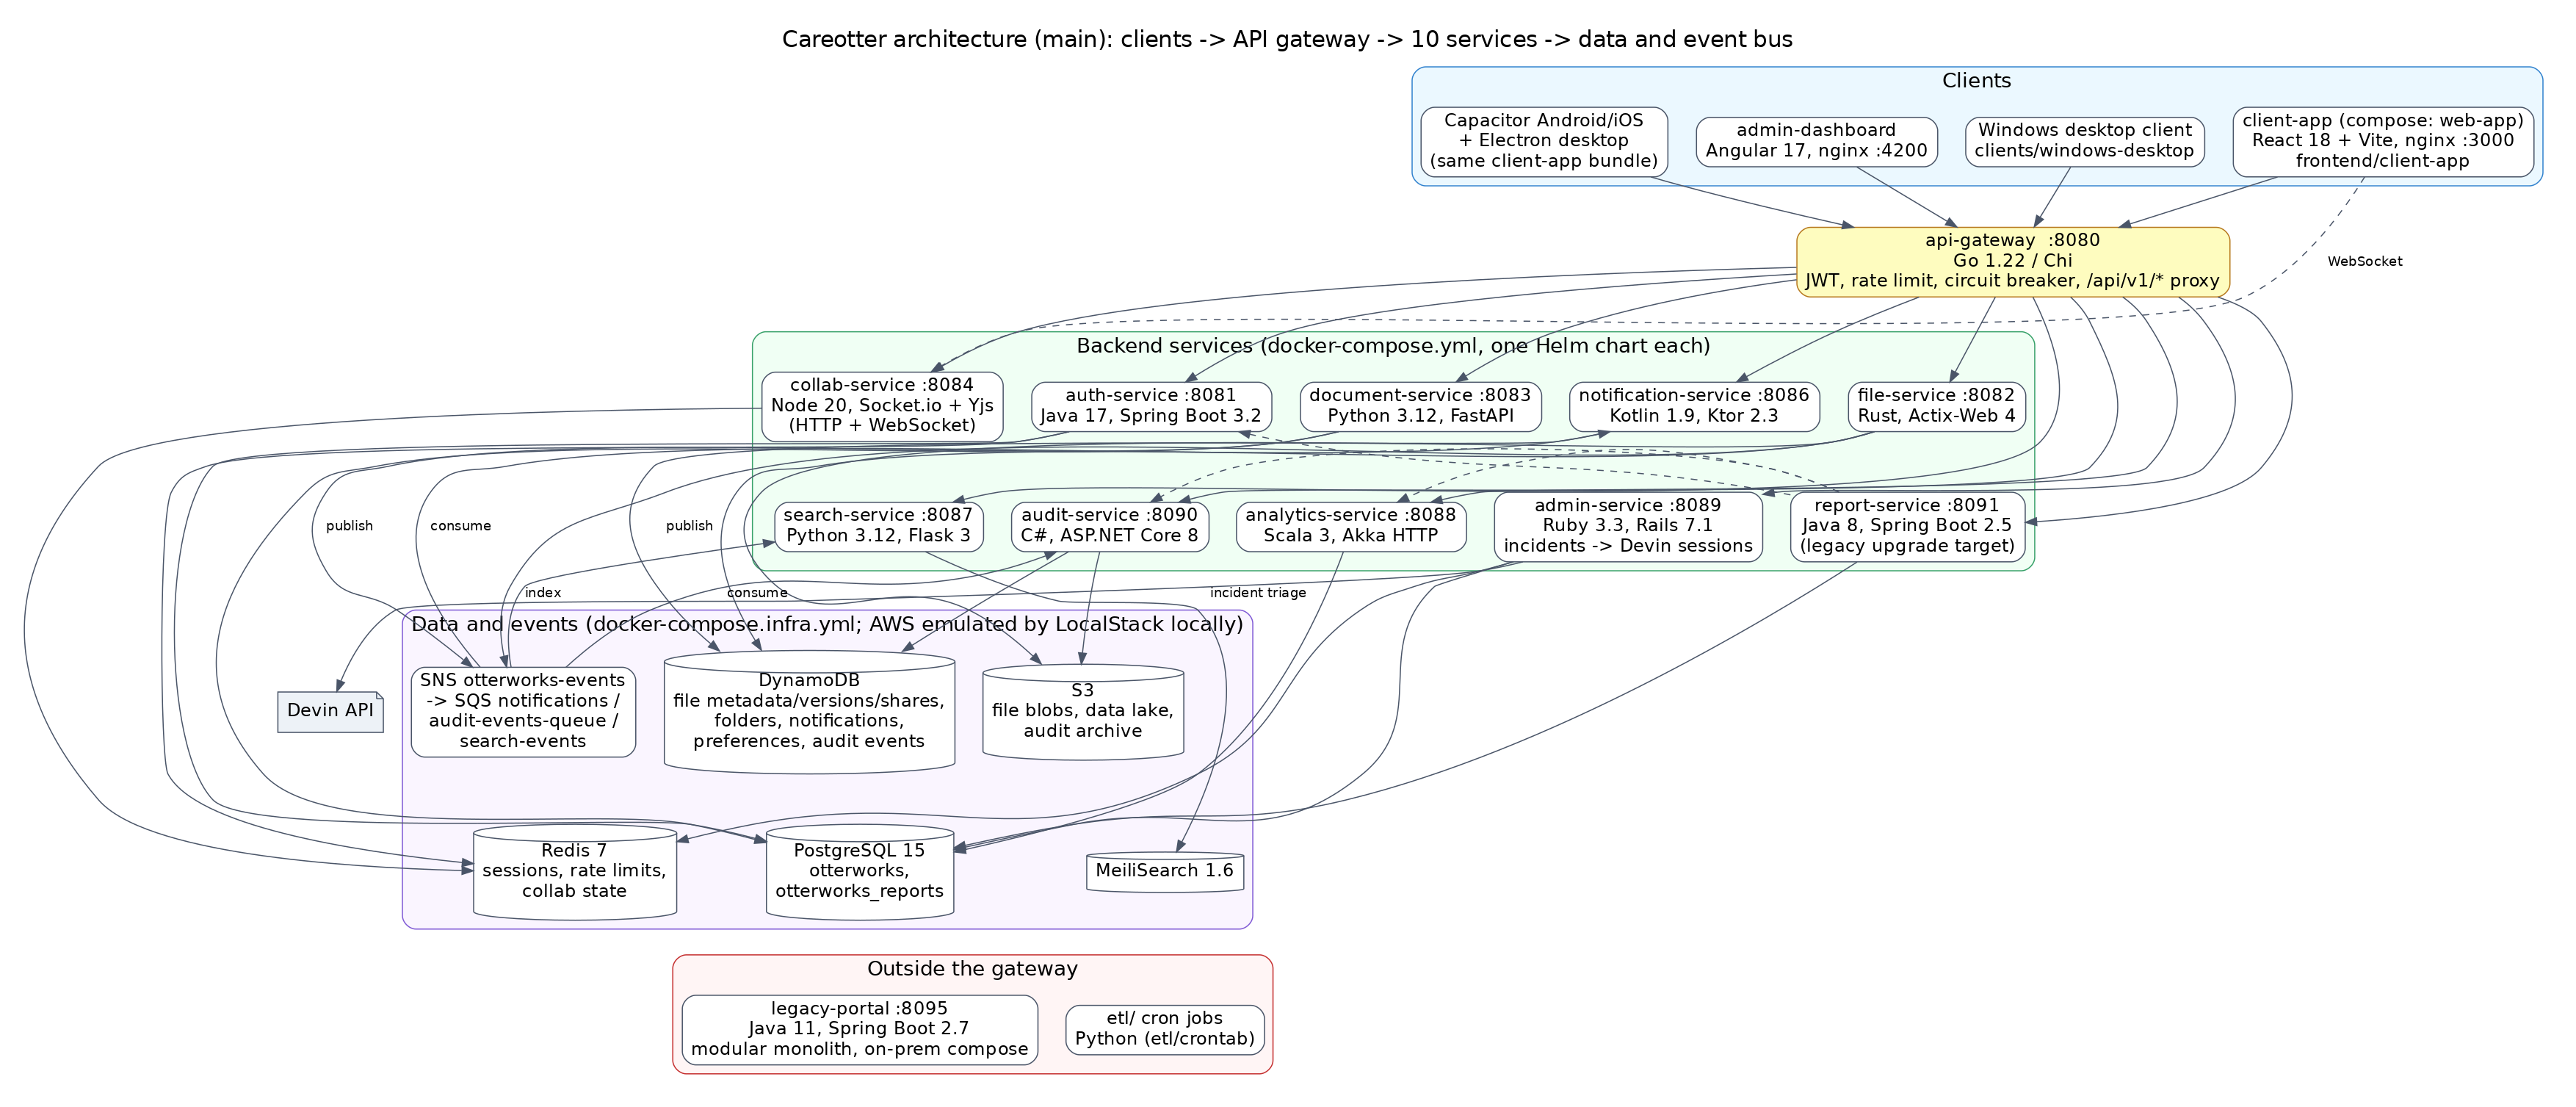 Careotter architecture (main): clients -> API gateway -> 10 services -> data and event bus
Clients
Capacitor Android/iOS
+ Electron desktop
(same client-app bundle)
admin-dashboard
Angular 17, nginx :4200
Windows desktop client
clients/windows-desktop
client-app (compose: web-app)
React 18 + Vite, nginx :3000
frontend/client-app
api-gateway  :8080
Go 1.22 / Chi
JWT, rate limit, circuit breaker, /api/v1/* proxy
WebSocket
Backend services (docker-compose.yml, one Helm chart each)
collab-service :8084
Node 20, Socket.io + Yjs
(HTTP + WebSocket)
auth-service :8081
Java 17, Spring Boot 3.2
document-service :8083
Python 3.12, FastAPI
notification-service :8086
Kotlin 1.9, Ktor 2.3
file-service :8082
Rust, Actix-Web 4
search-service :8087
Python 3.12, Flask 3
audit-service :8090
C#, ASP.NET Core 8
analytics-service :8088
Scala 3, Akka HTTP
admin-service :8089
Ruby 3.3, Rails 7.1
incidents -> Devin sessions
report-service :8091
Java 8, Spring Boot 2.5
(legacy upgrade target)
publish
consume
publish
index
consume
incident triage
Data and events (docker-compose.infra.yml; AWS emulated by LocalStack locally)
Devin API
SNS otterworks-events
-> SQS notifications /
audit-events-queue /
search-events
DynamoDB
file metadata/versions/shares,
folders, notifications,
preferences, audit events
S3
file blobs, data lake,
audit archive
Redis 7
sessions, rate limits,
collab state
PostgreSQL 15
otterworks,
otterworks_reports
MeiliSearch 1.6
Outside the gateway
legacy-portal :8095
Java 11, Spring Boot 2.7
modular monolith, on-prem compose
etl/ cron jobs
Python (etl/crontab)